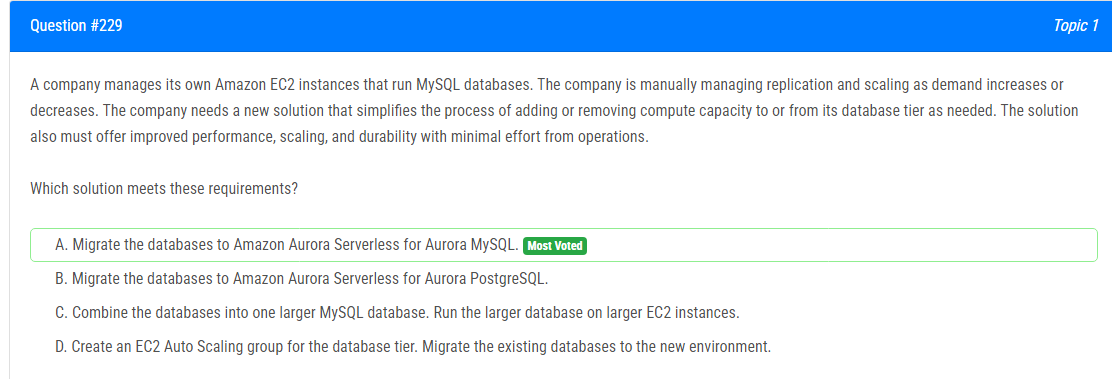 Question #229
Topic 1
A company manages its own Amazon EC2 instances that run MySQL databases. The company is manually managing replication and scaling as demand increases or
decreases. The company needs a new solution that simplifies the process of adding or removing compute capacity to or from its database tier as needed. The solution
also must offer improved performance, scaling, and durability with minimal effort from operations.
Which solution meets these requirements?
A. Migrate the databases to Amazon Aurora Serverless for Aurora MySQL. Most Voted
B. Migrate the databases to Amazon Aurora Serverless for Aurora PostgreSQL.
C. Combine the databases into one larger MySQL database. Run the larger database on larger EC2 instances.
D. Create an EC2 Auto Scaling group for the database tier. Migrate the existing databases to the new environment.